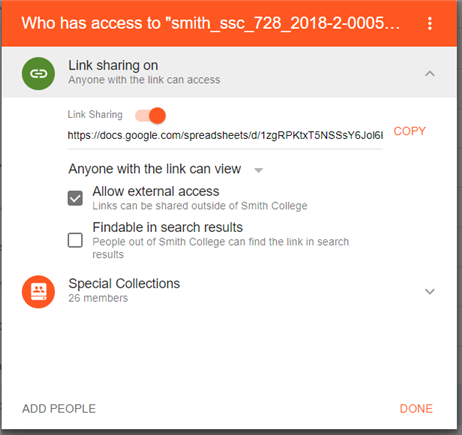 Who has access to "smith_ssc_728_2018-2-0005...
Link sharing on
Anyone with the link can access
Link Sharing
https://docs.google.com/spreadsheets/d/1zgRPKtxT5NSSsY6JoI6l
COPY
Anyone with the link can view
Allow external access
Links can be shared outside of Smith College
Findable in search results
People out of Smith College can find the link in search
results
Special Collections
26 members
ADD PEOPLE
DONE